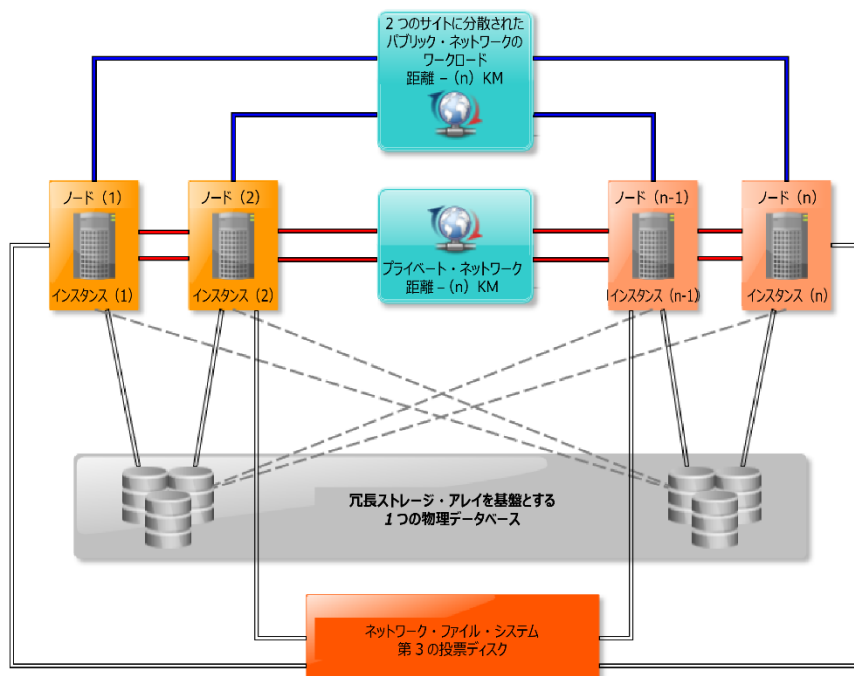 2 つのサイトに分散された
パブリック・ネットワークの
ワークロード
距離 – (n) KM
ノード (1)
ノード (2)
ノード (n-1)
ノード (n)
プライベート・ネットワーク
距離 – (n) KM
インスタンス (1)
インスタンス (2)
インスタンス (n-1)
インスタンス (n)
冗長ストレージ・アレイを基盤とする
1 つの物理データベース
ネットワーク・ファイル・システム
第 3 の投票ディスク